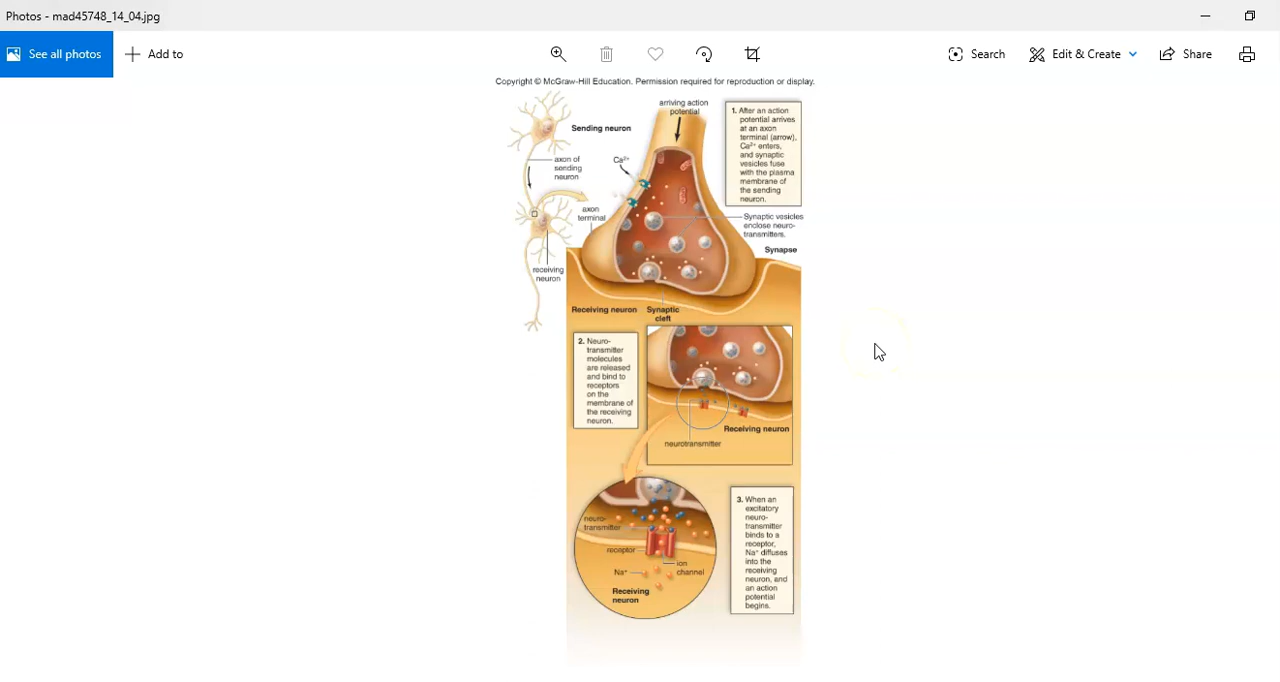 Photos - mad45748_14_04.jpg
See all photos
Add to
Search
Edit & Create
Share
Copyright © McGraw-Hill Education. Permission required for reproduction or display.
Sending neuron
axon of
sending
neuron
receiving
neuron
arriving action
potential
Ca²⁺
axon
terminal
1. After an action
potential arrives
at an axon
terminal (arrow),
Ca²⁺ enters,
and synaptic
vesicles fuse
with the plasma
membrane of
the sending
neuron.
Synaptic vesicles
enclose neuro-
transmitters.
Synapse
Receiving neuron
Synaptic
cleft
2. Neuro-
transmitter
molecules
are released
and bind to
receptors
on the
membrane of
the receiving
neuron.
Receiving neuron
neurotransmitter
neuro-
transmitter
receptor
ion
channel
Na⁺
Receiving
neuron
3. When an
excitatory
neuro-
transmitter
binds to a
receptor,
Na⁺ diffuses
into the
receiving
neuron, and
an action
potential
begins.